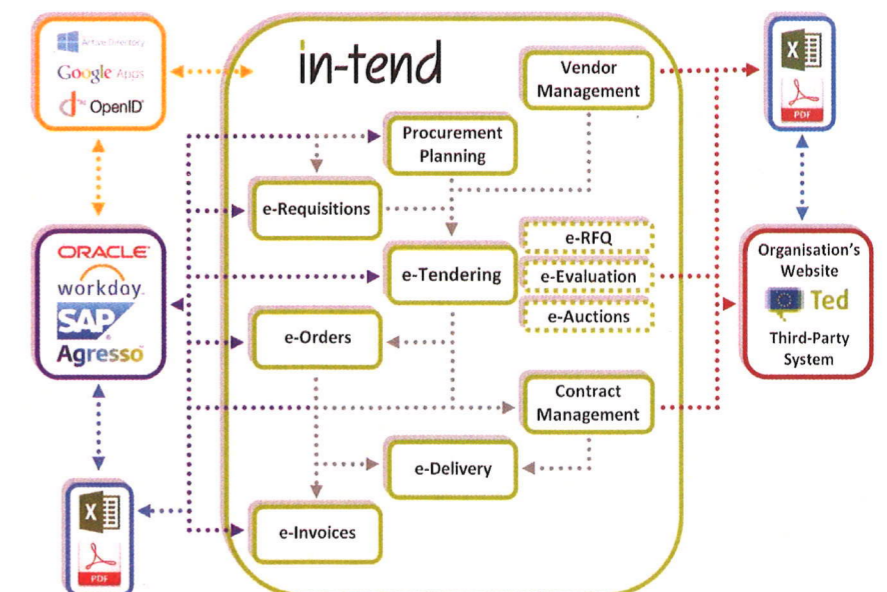 Active Directory
Google Apps
OpenID
in-tend
Vendor
Management
X
PDF
Procurement
Planning
e-Requisitions
e-RFQ
e-Tendering
e-Evaluation
e-Auctions
ORACLE
workday
SAP
Agresso
Organisation's
Website
Ted
Third-Party
System
e-Orders
Contract
Management
e-Delivery
e-Invoices
X
PDF